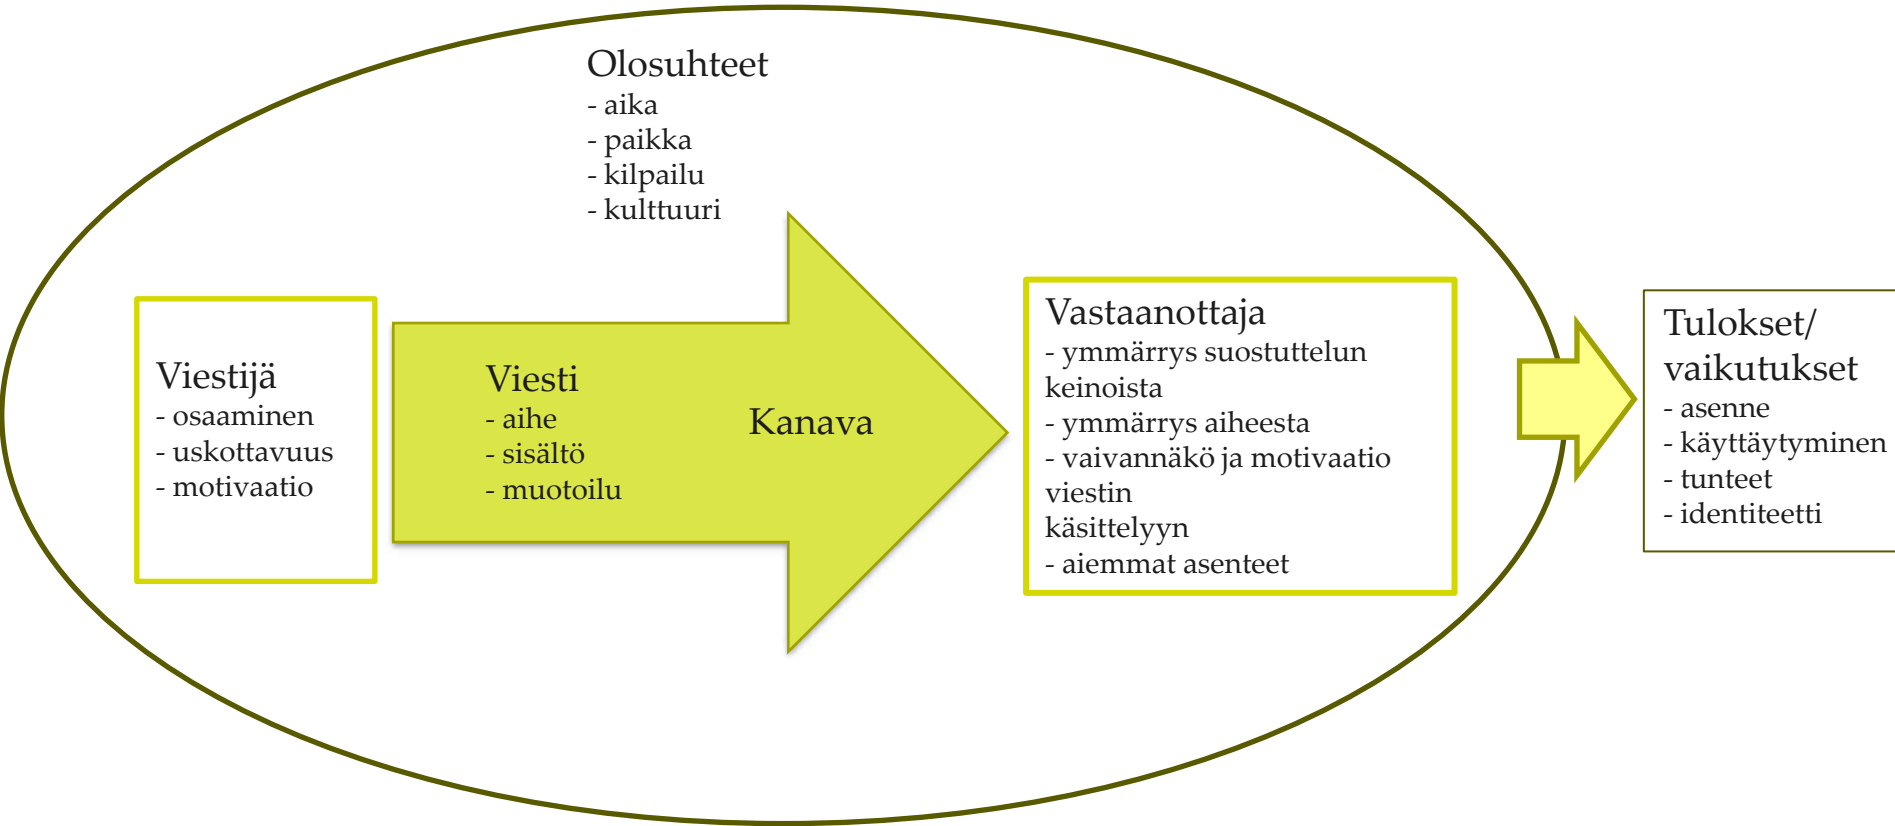 Olosuhteet
- aika
- paikka
- kilpailu
- kulttuuri
Viestijä
- osaaminen
- uskottavuus
- motivaatio
Viesti
- aihe
- sisältö
- muotoilu
Kanava
Vastaanottaja
- ymmärrys suostuttelun
keinoista
- ymmärrys aiheesta
- vaivannäkö ja motivaatio
viestin
käsittelyyn
- aiemmat asenteet
Tulokset/
vaikutukset
- asenne
- käyttäytyminen
- tunteet
- identiteetti